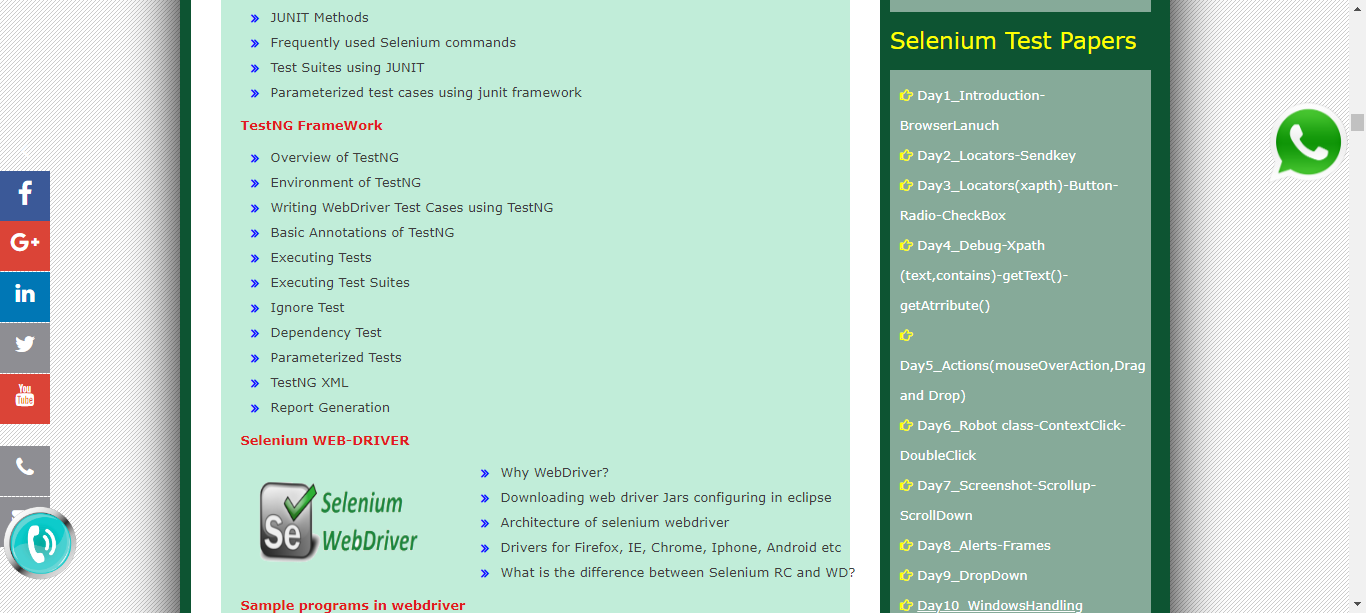 JUNIT Methods
Frequently used Selenium commands
Test Suites using JUNIT
Parameterized test cases using junit framework
TestNG FrameWork
Overview of TestNG
Environment of TestNG
Writing WebDriver Test Cases using TestNG
Basic Annotations of TestNG
Executing Tests
Executing Test Suites
Ignore Test
Dependency Test
Parameterized Tests
TestNG XML
Report Generation
Selenium WEB-DRIVER
Se Selenium
WebDriver
Why WebDriver?
Downloading web driver Jars configuring in eclipse
Architecture of selenium webdriver
Drivers for Firefox, IE, Chrome, Iphone, Android etc
What is the difference between Selenium RC and WD?
Sample programs in webdriver
Selenium Test Papers
Day1_Introduction-
BrowserLanuch
Day2_Locators-Sendkey
Day3_Locators(xapth)-Button-
Radio-CheckBox
Day4_Debug-Xpath
(text,contains)-getText()-
getAtrribute()
Day5_Actions(mouseOverAction,Drag
and Drop)
Day6_Robot class-ContextClick-
DoubleClick
Day7_Screenshot-Scrollup-
ScrollDown
Day8_Alerts-Frames
Day9_DropDown
Day10_WindowsHandling
f
G+
in
You
Tube